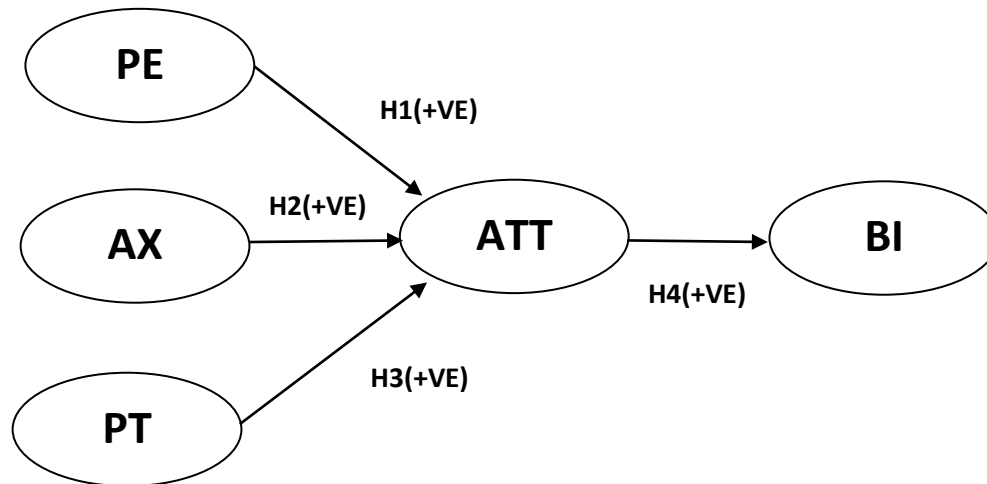 PE
H1(+VE)
H2(+VE)
AX
ATT
BI
H4(+VE)
H3(+VE)
PT